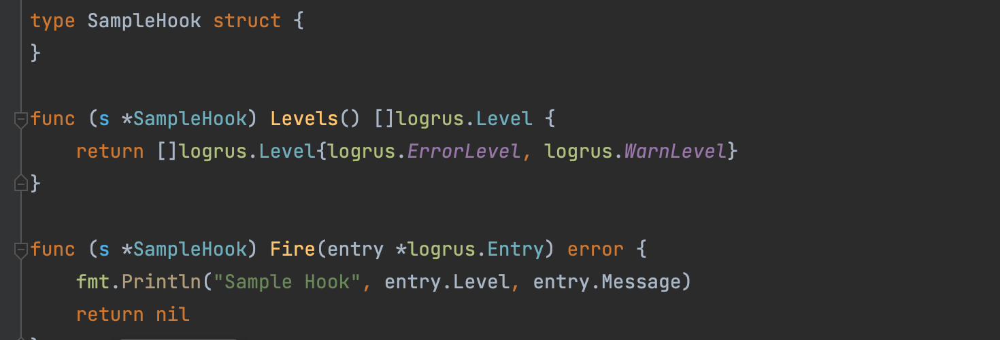 type SampleHook struct {
}
func (s *SampleHook) Levels() []logrus.Level {
    return []logrus.Level{logrus.ErrorLevel, logrus.WarnLevel}
}
func (s *SampleHook) Fire(entry *logrus.Entry) error {
    fmt.Println("Sample Hook", entry.Level, entry.Message)
    return nil
}